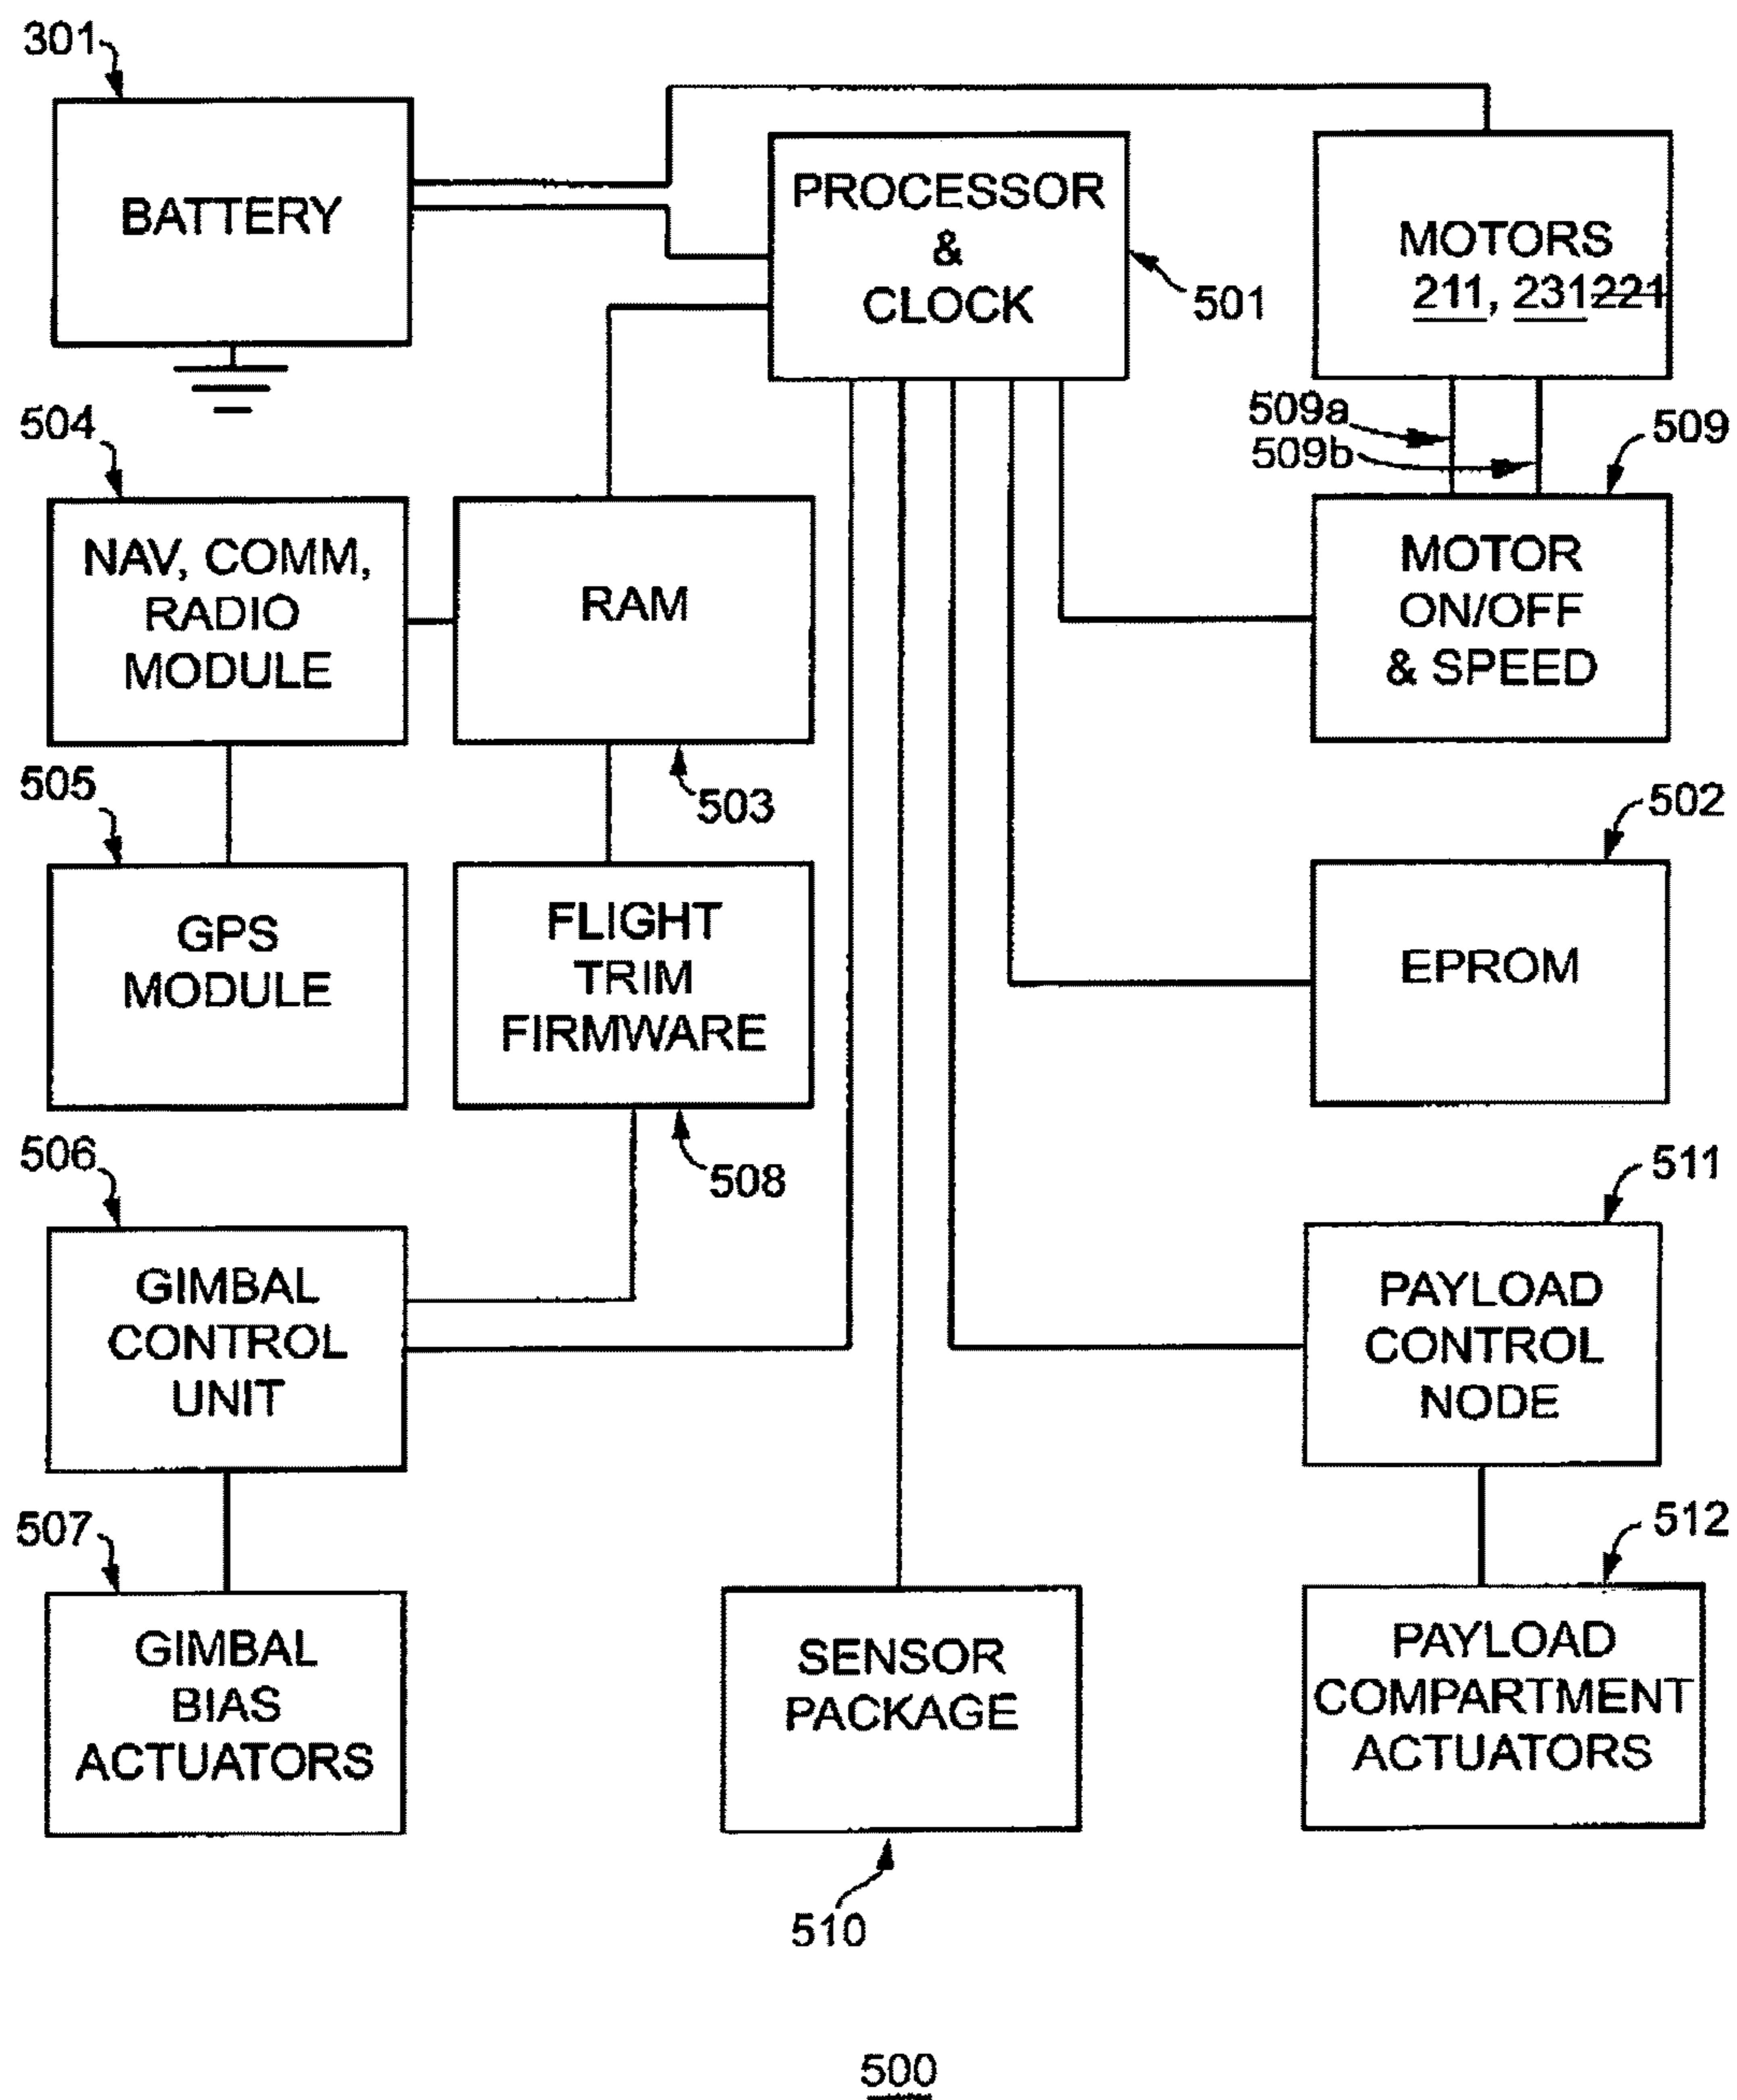 301
BATTERY
PROCESSOR
&
CLOCK
501
MOTORS
211, 231 221
509a
509b
509
504
NAV, COMM,
RADIO
MODULE
RAM
503
MOTOR
ON/OFF
& SPEED
505
GPS
MODULE
FLIGHT
TRIM
FIRMWARE
508
502
EPROM
506
GIMBAL
CONTROL
UNIT
511
PAYLOAD
CONTROL
NODE
507
GIMBAL
BIAS
ACTUATORS
SENSOR
PACKAGE
510
512
PAYLOAD
COMPARTMENT
ACTUATORS
500